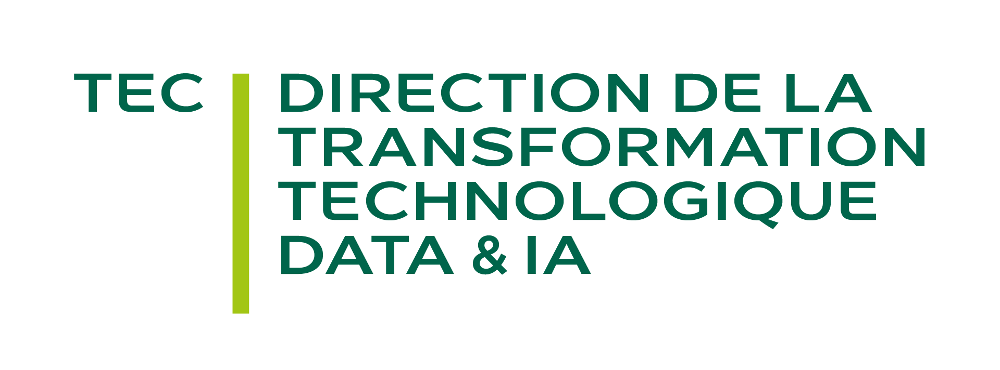 TEC
DIRECTION DE LA
TRANSFORMATION
TECHNOLOGIQUE
DATA & IA